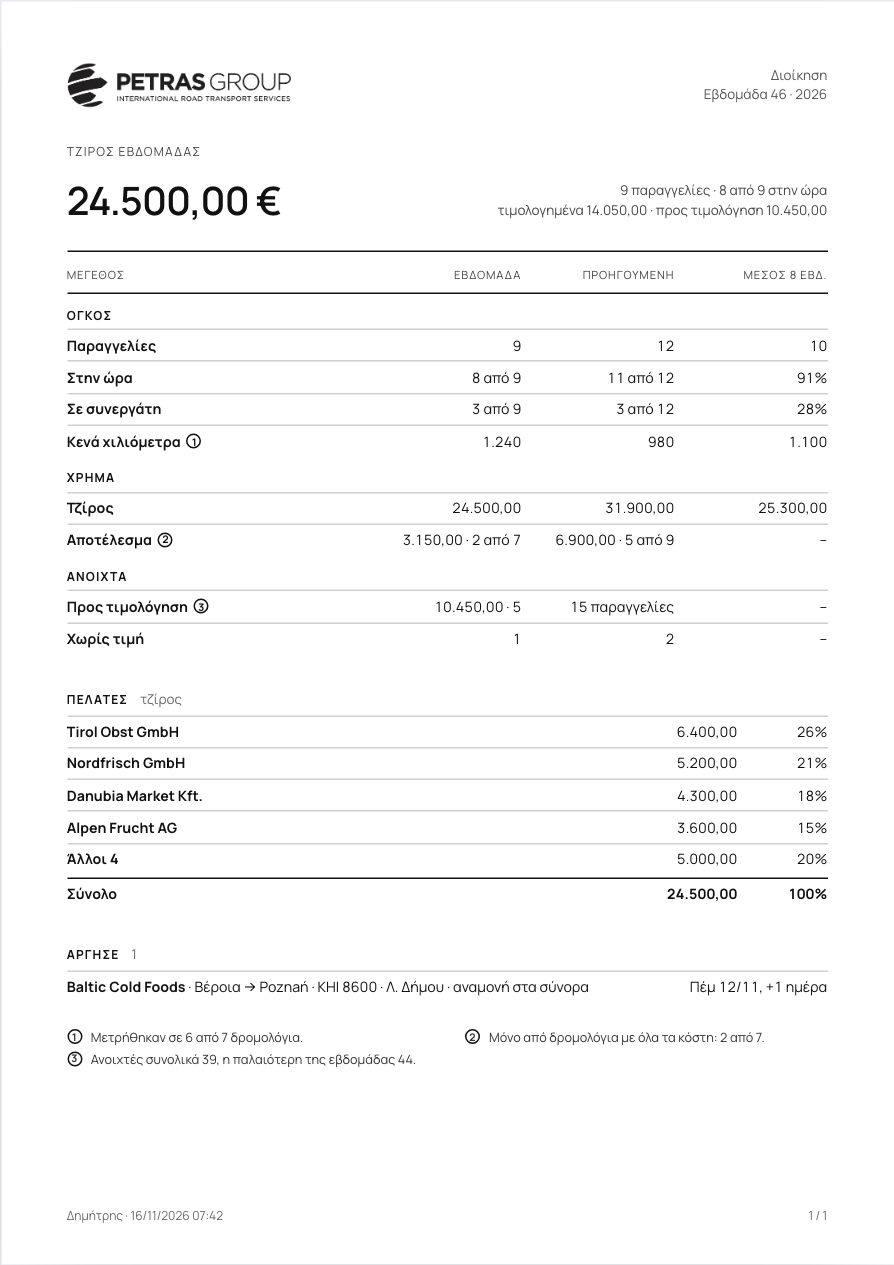 PETRAS GROUP
INTERNATIONAL ROAD TRANSPORT SERVICES
Διοίκηση
Εβδομάδα 46 · 2026
ΤΖΙΡΟΣ ΕΒΔΟΜΑΔΑΣ
24.500,00 €
9 παραγγελίες · 8 από 9 στην ώρα
τιμολογημένα 14.050,00 · προς τιμολόγηση 10.450,00
ΜΕΓΕΘΟΣ ΕΒΔΟΜΑΔΑ ΠΡΟΗΓΟΥΜΕΝΗ ΜΕΣΟΣ 8 ΕΒΔ.
ΟΓΚΟΣ
Παραγγελίες 9 12 10
Στην ώρα 8 από 9 11 από 12 91%
Σε συνεργάτη 3 από 9 3 από 12 28%
Κενά χιλιόμετρα ① 1.240 980 1.100
ΧΡΗΜΑ
Τζίρος 24.500,00 31.900,00 25.300,00
Αποτέλεσμα ② 3.150,00 · 2 από 7 6.900,00 · 5 από 9 –
ΑΝΟΙΧΤΑ
Προς τιμολόγηση ③ 10.450,00 · 5 15 παραγγελίες –
Χωρίς τιμή 1 2 –
ΠΕΛΑΤΕΣ τζίρος
Tirol Obst GmbH 6.400,00 26%
Nordfrisch GmbH 5.200,00 21%
Danubia Market Kft. 4.300,00 18%
Alpen Frucht AG 3.600,00 15%
Άλλοι 4 5.000,00 20%
Σύνολο 24.500,00 100%
ΑΡΓΗΣΕ 1
Baltic Cold Foods · Βέροια → Poznań · KHI 8600 · Λ. Δήμου · αναμονή στα σύνορα Πέμ 12/11, +1 ημέρα
① Μετρήθηκαν σε 6 από 7 δρομολόγια. ② Μόνο από δρομολόγια με όλα τα κόστη: 2 από 7.
③ Ανοιχτές συνολικά 39, η παλαιότερη της εβδομάδας 44.
Δημήτρης · 16/11/2026 07:42 1 / 1